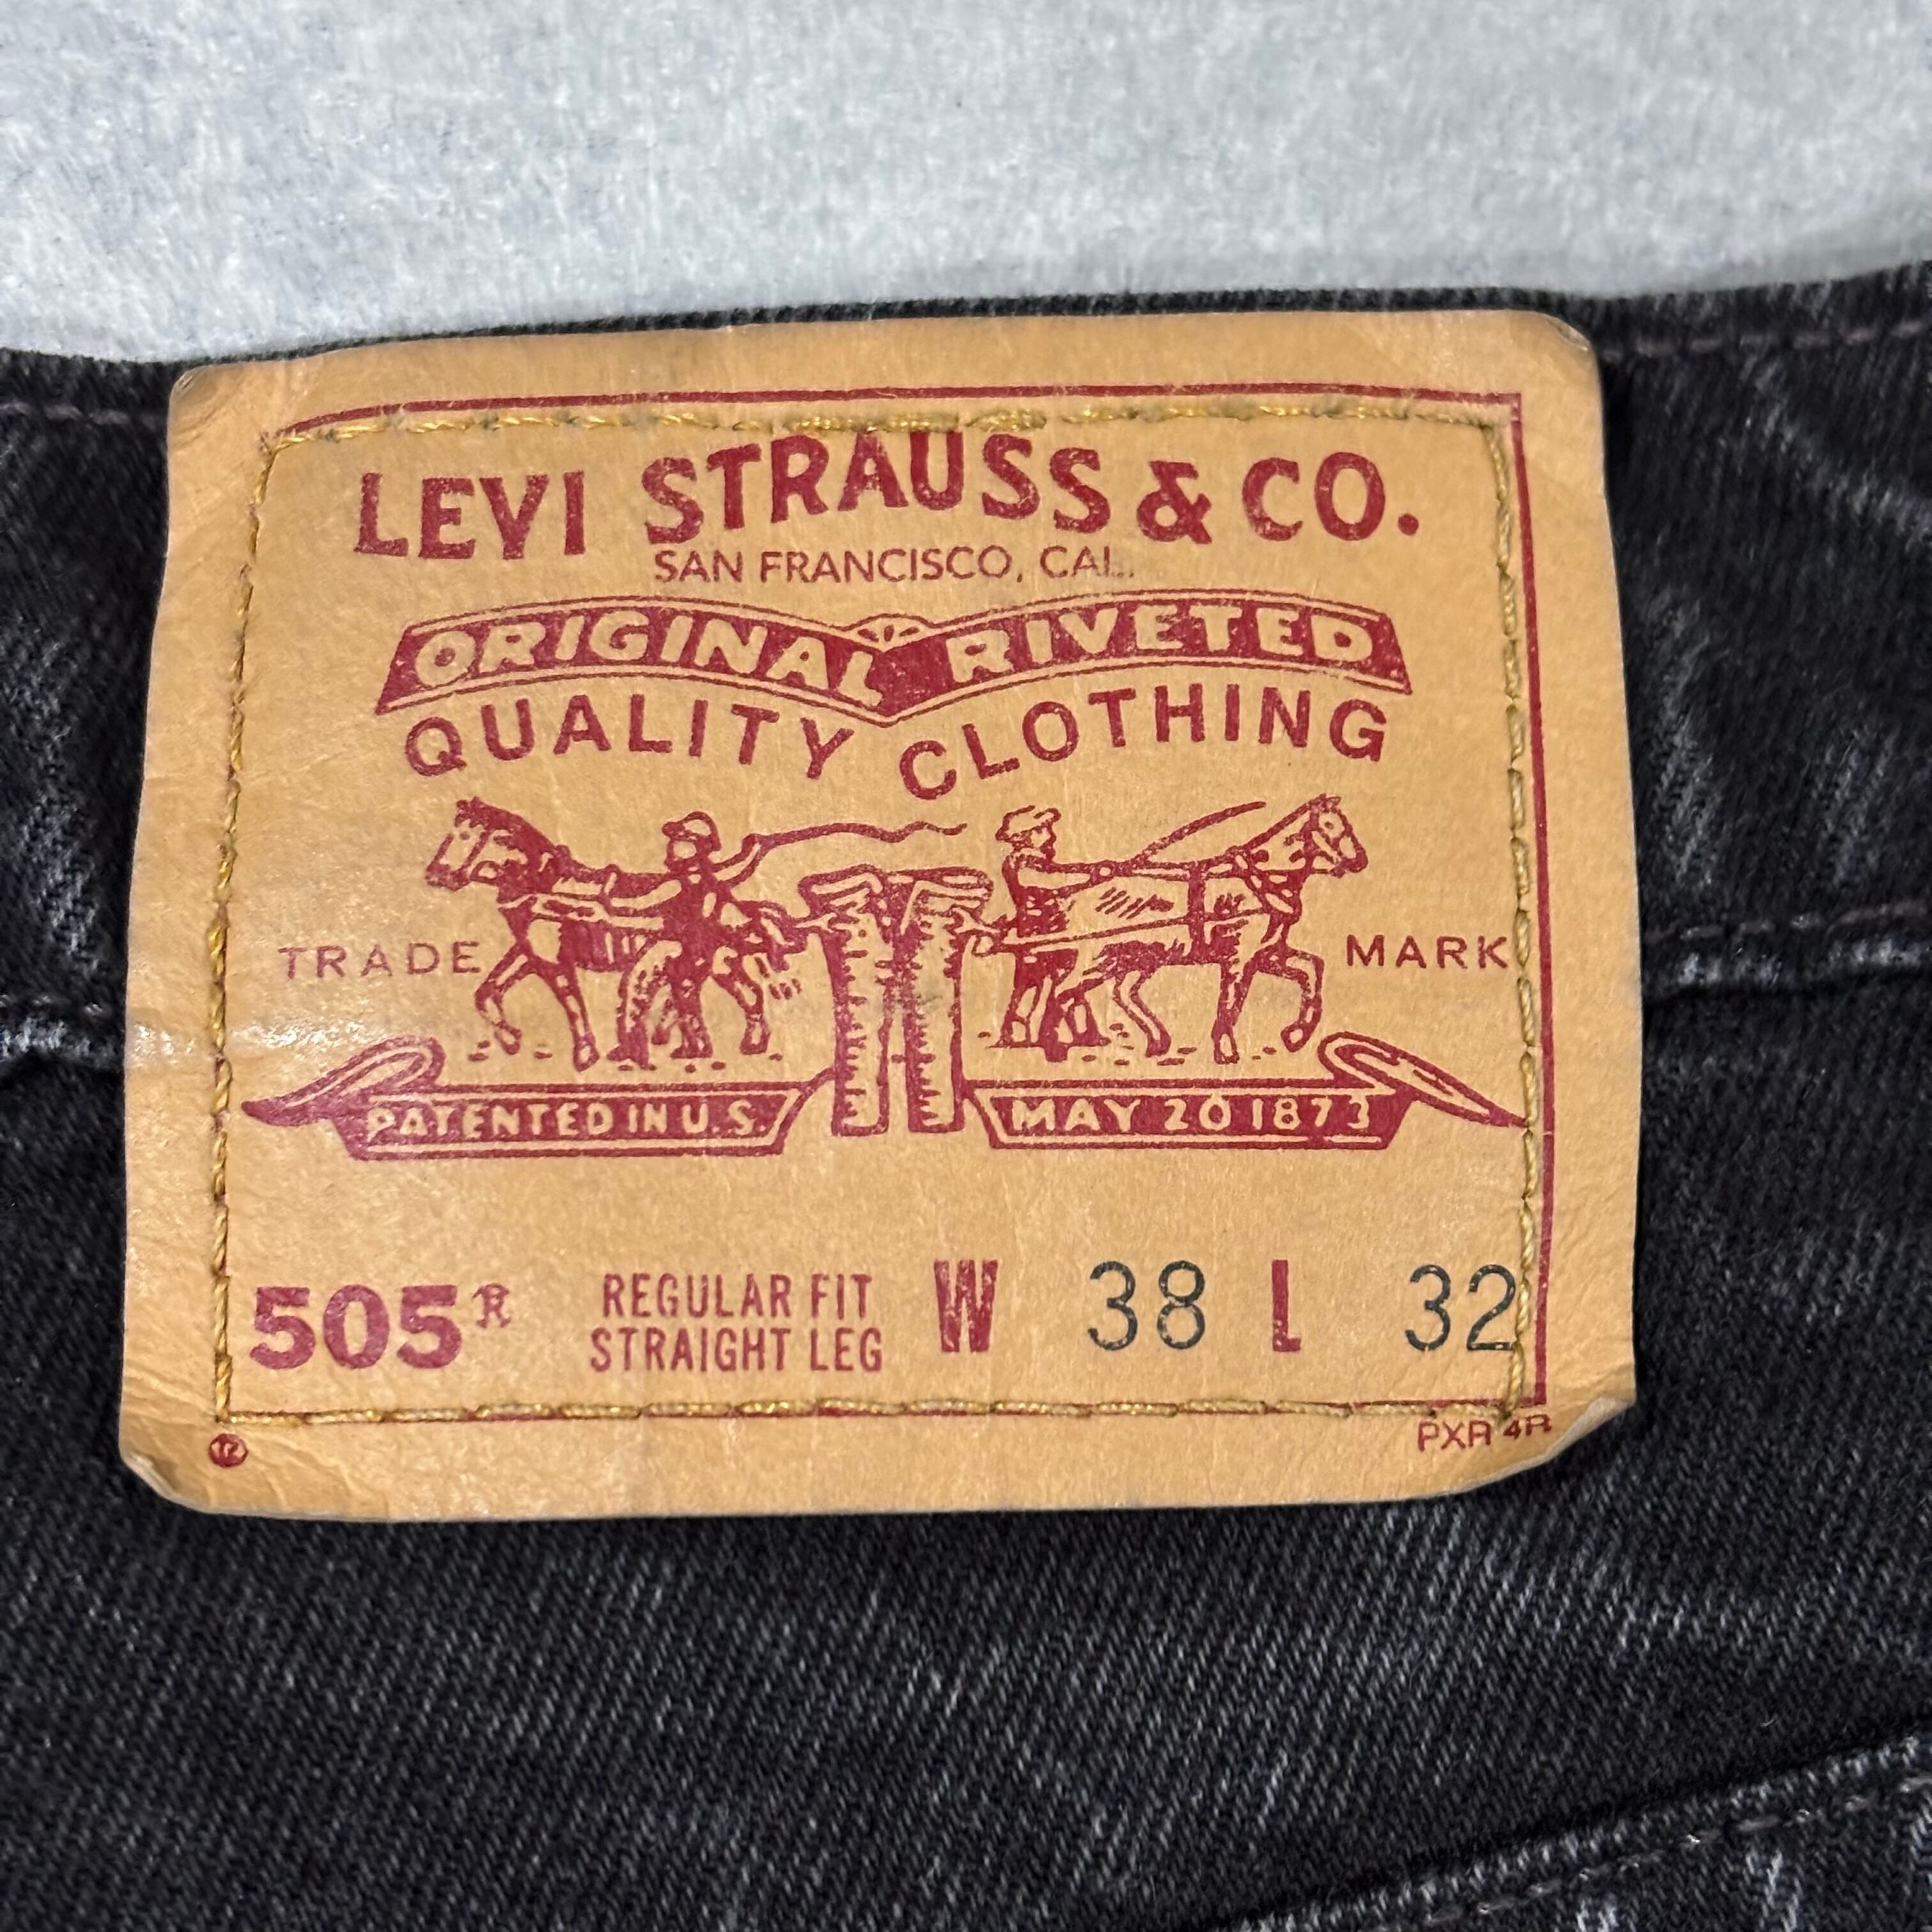 LEVI STRAUSS & CO.
SAN FRANCISCO, CAL.
ORIGINAL RIVETED
QUALITY CLOTHING
TRADE MARK
PATENTED IN U.S. MAY 20 1873
505® REGULAR FIT W 38 L 32
STRAIGHT LEG
PXR 4R